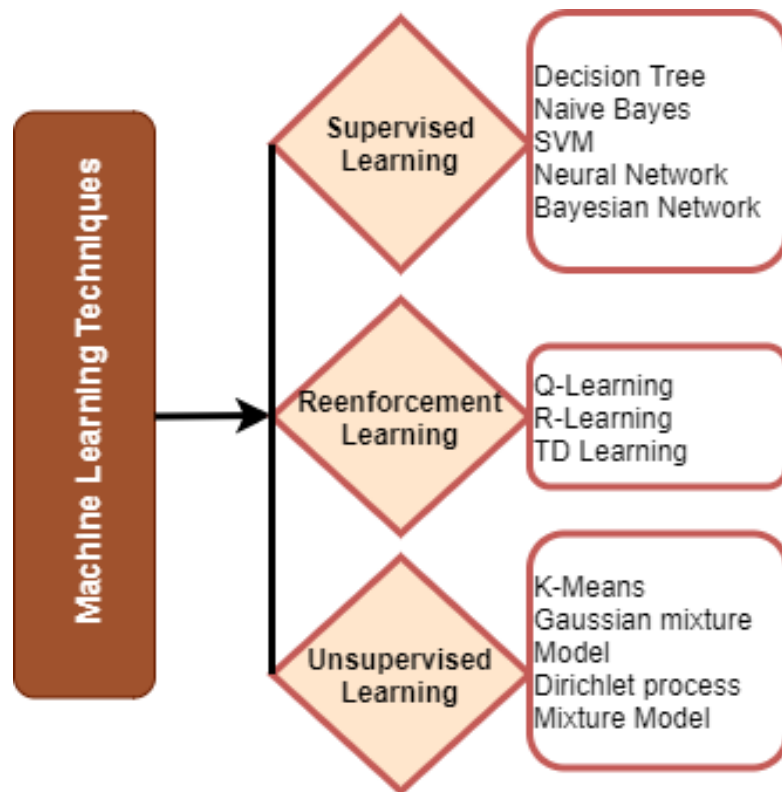 Machine Learning Techniques
Supervised
Learning
Decision Tree
Naive Bayes
SVM
Neural Network
Bayesian Network
Reenforcement
Learning
Q-Learning
R-Learning
TD Learning
Unsupervised
Learning
K-Means
Gaussian mixture
Model
Dirichlet process
Mixture Model